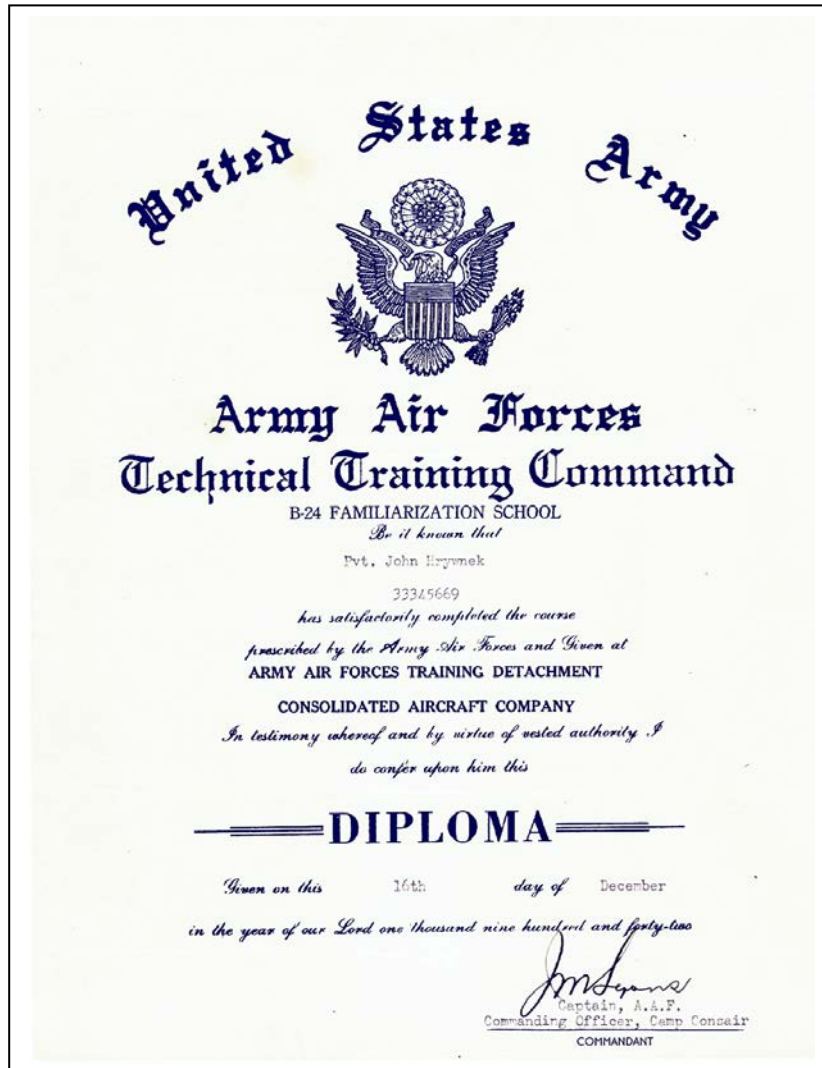 United States Army
Army Air Forces
Technical Training Command
B-24 FAMILIARIZATION SCHOOL
Be it known that
Pvt. John Hrywnek
33345669
has satisfactorily completed the course
prescribed by the Army Air Forces and Given at
ARMY AIR FORCES TRAINING DETACHMENT
CONSOLIDATED AIRCRAFT COMPANY
In testimony whereof and by virtue of vested authority I
do confer upon him this
DIPLOMA
Given on this 16th day of December
in the year of our Lord one thousand nine hundred and forty-two
Captain, A.A.F.
Commanding Officer, Camp Consair
COMMANDANT